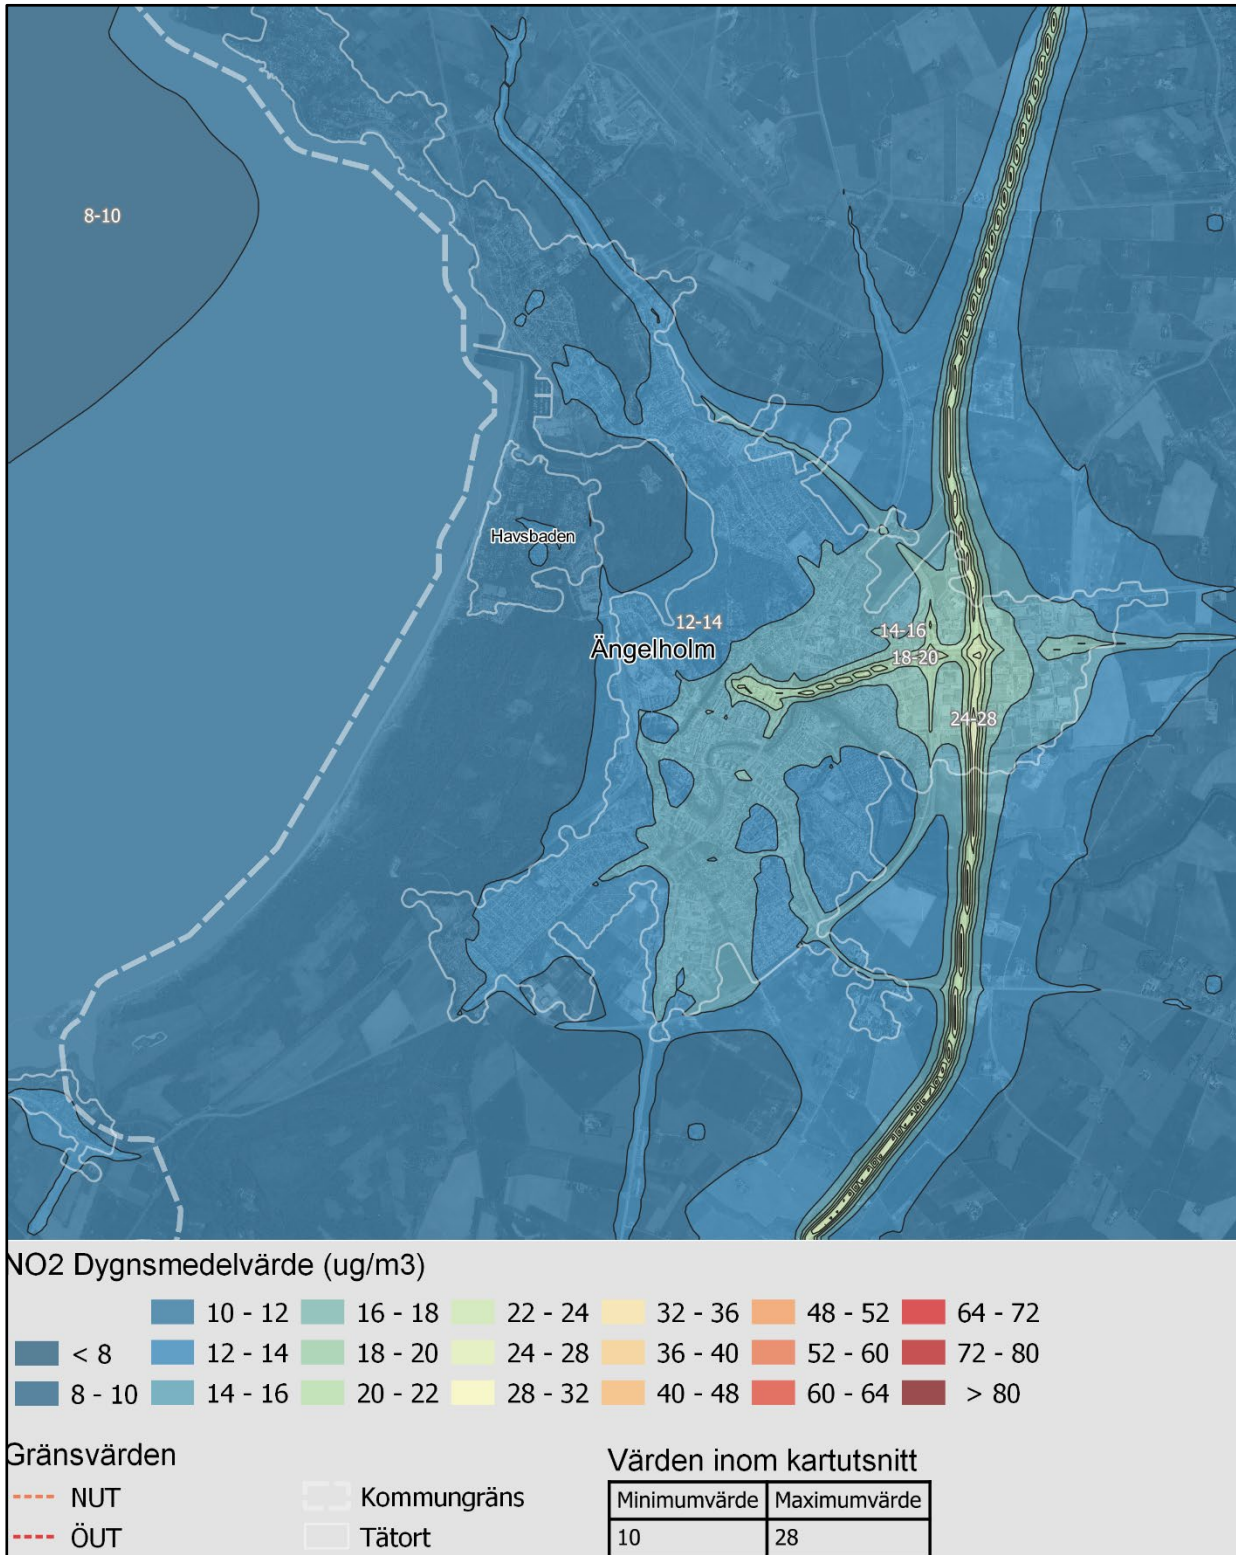 8-10
Havsbaden
12-14
14-16
Ängelholm
18-20
24-28
NO2 Dygnsmedelvärde (ug/m3)
10 - 12 16 - 18 22 - 24 32 - 36 48 - 52 64 - 72
< 8 12 - 14 18 - 20 24 - 28 36 - 40 52 - 60 72 - 80
8 - 10 14 - 16 20 - 22 28 - 32 40 - 48 60 - 64 > 80
Gränsvärden
NUT
ÖUT
Kommungräns
Tätort
Värden inom kartutsnitt
Minimumvärde Maximumvärde
10 28